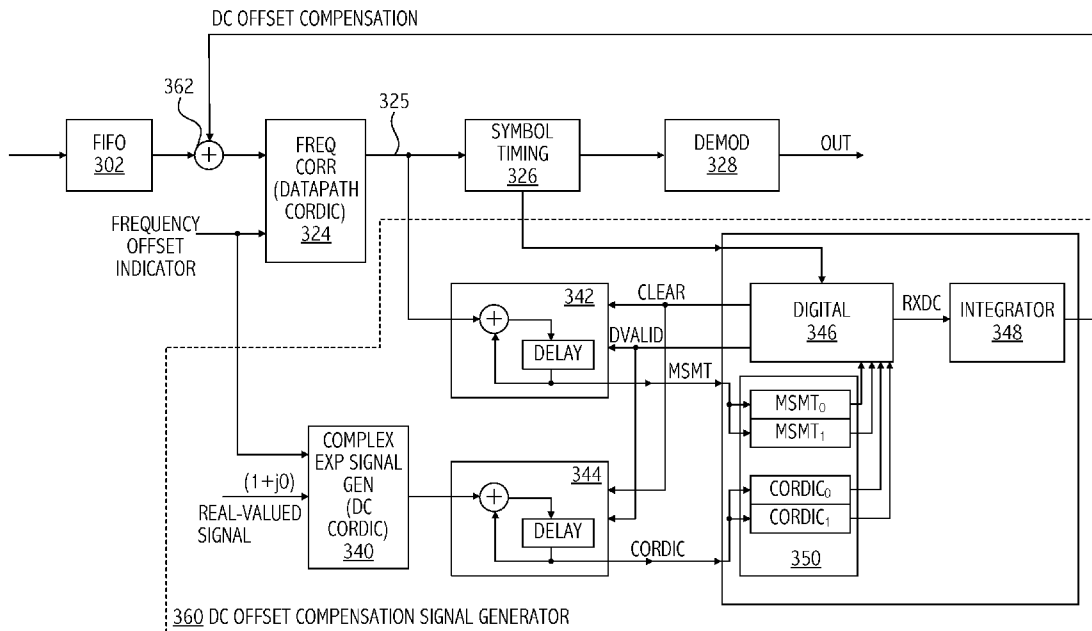 DC OFFSET COMPENSATION
362
325
FIFO
302
+
FREQ
CORR
(DATAPATH
CORDIC)
324
SYMBOL
TIMING
326
DEMOD
328
OUT
FREQUENCY
OFFSET
INDICATOR
342
CLEAR
+
DVALID
DELAY
MSMT
DIGITAL
346
RXDC
INTEGRATOR
348
MSMT₀
MSMT₁
COMPLEX
EXP SIGNAL
GEN
(DC
CORDIC)
340
(1+j0)
REAL-VALUED
SIGNAL
344
+
DELAY
CORDIC
CORDIC₀
CORDIC₁
350
360 DC OFFSET COMPENSATION SIGNAL GENERATOR